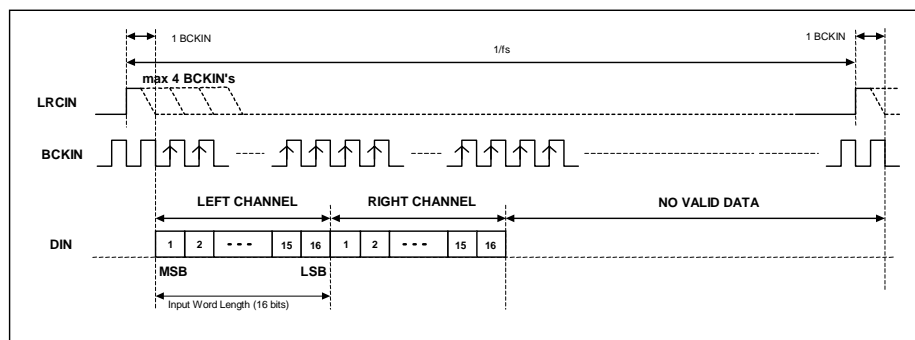 1 BCKIN
1 BCKIN
1/fs
max 4 BCKIN's
LRCIN
BCKIN
LEFT CHANNEL
RIGHT CHANNEL
NO VALID DATA
DIN
1 2 15 16 1 2 15 16
MSB
LSB
Input Word Length (16 bits)